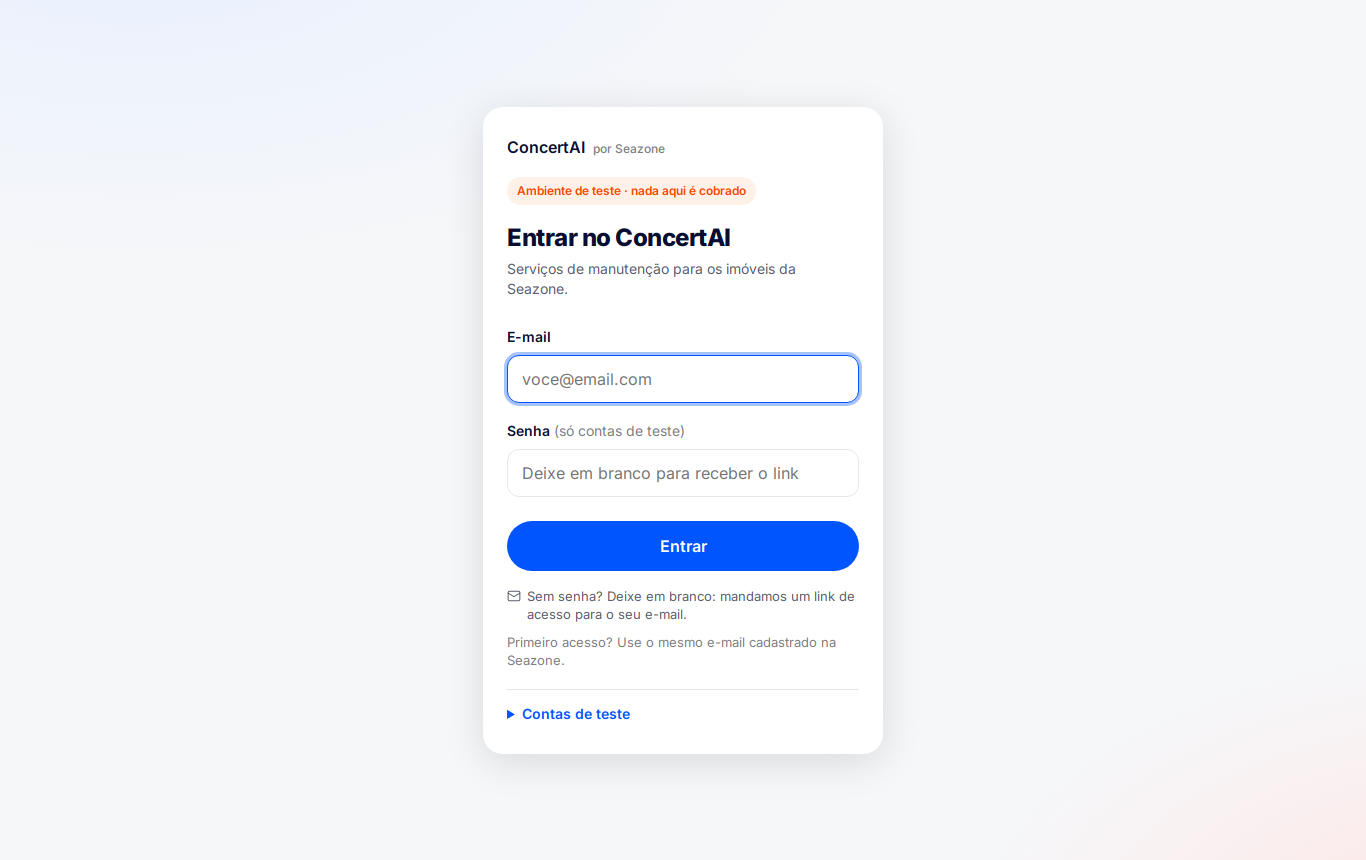 ConcertAI por Seazone
Ambiente de teste · nada aqui é cobrado
Entrar no ConcertAI
Serviços de manutenção para os imóveis da
Seazone.
E-mail
voce@email.com
Senha (só contas de teste)
Deixe em branco para receber o link
Entrar
Sem senha? Deixe em branco: mandamos um link de
acesso para o seu e-mail.
Primeiro acesso? Use o mesmo e-mail cadastrado na
Seazone.
Contas de teste